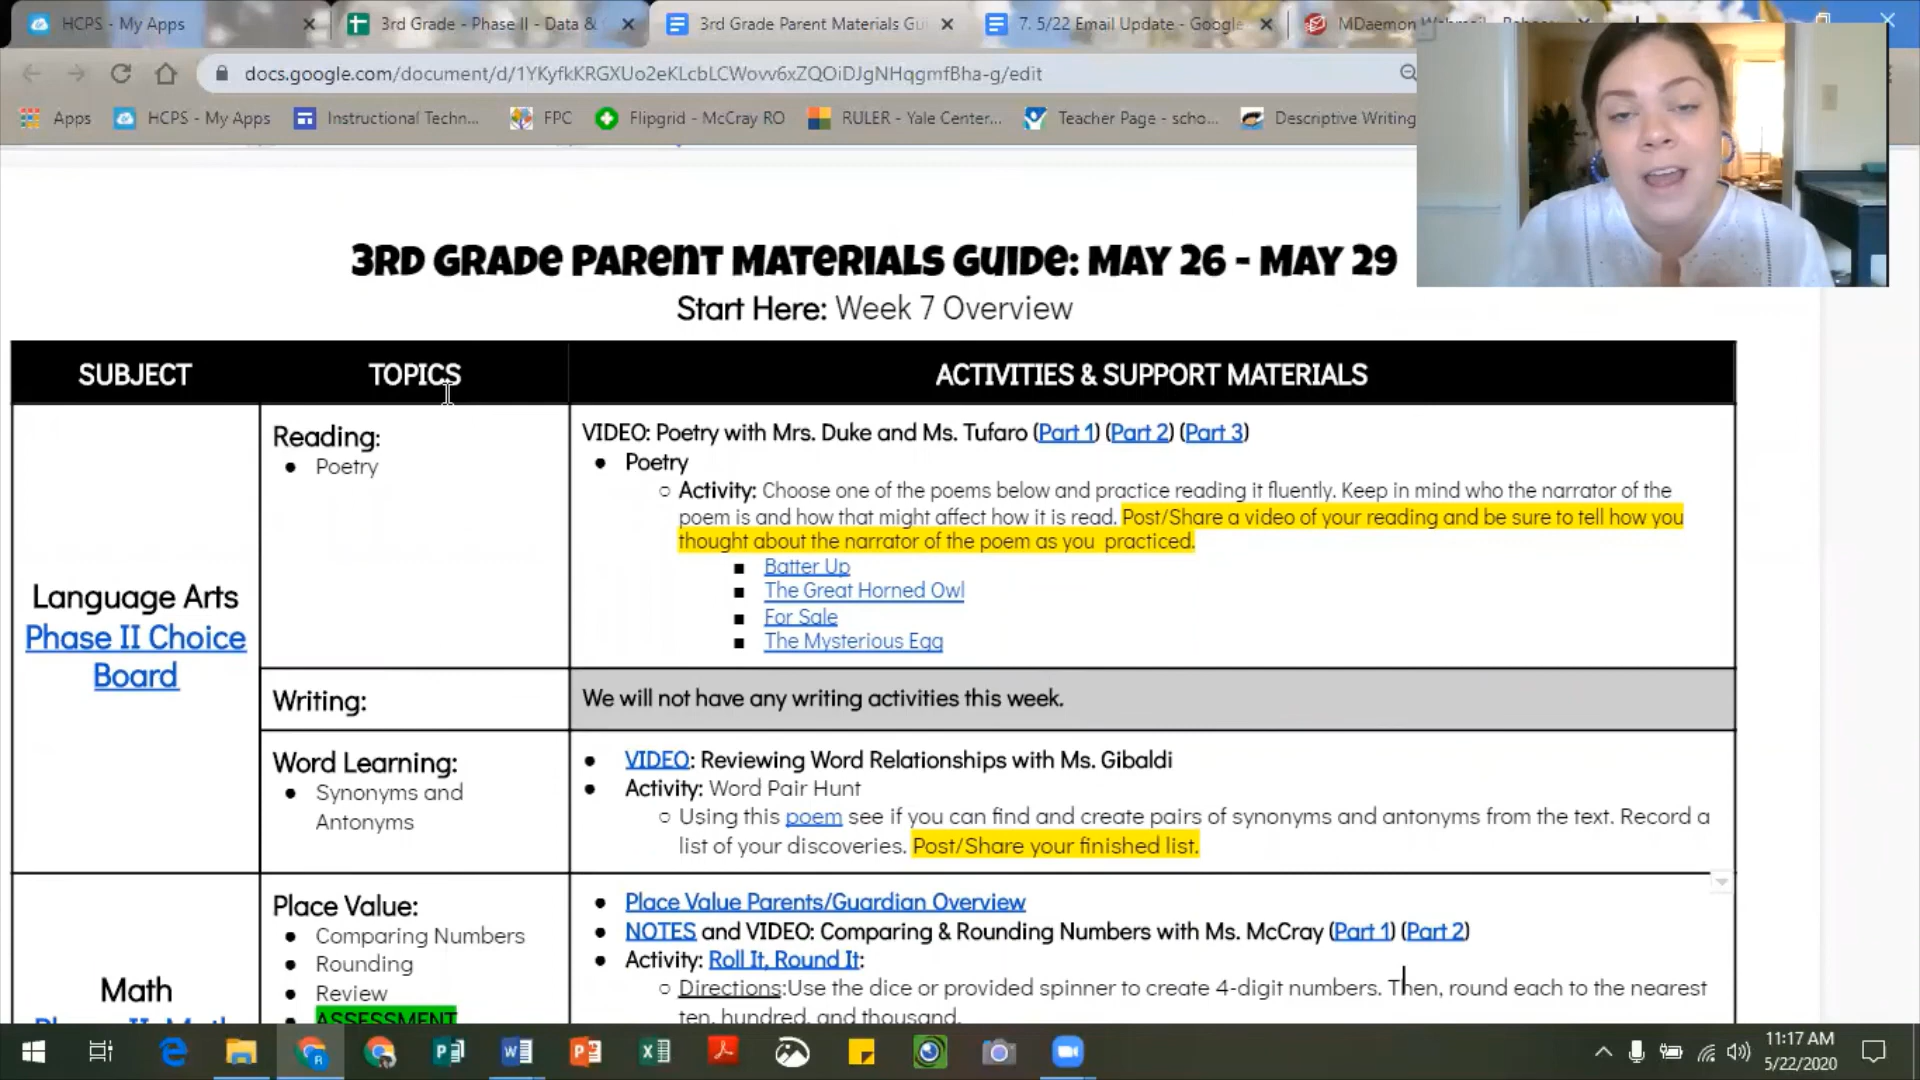 HCPS - My Apps
3rd Grade - Phase II - Data &
3rd Grade Parent Materials Gui
7. 5/22 Email Update - Google
MDaemon
docs.google.com/document/d/1YKyfkKRGXUo2eKLcbLCWovv6xZQOiDJgNHqgmfBha-g/edit
Apps
HCPS - My Apps
Instructional Techn...
FPC
Flipgrid - McCray RO
RULER - Yale Center...
Teacher Page - scho...
Descriptive Writing
3RD GRADE PARENT MATERIALS GUIDE: MAY 26 - MAY 29
Start Here: Week 7 Overview
SUBJECT
TOPICS
ACTIVITIES & SUPPORT MATERIALS
Language Arts
Phase II Choice
Board
Reading:
● Poetry
VIDEO: Poetry with Mrs. Duke and Ms. Tufaro (Part 1) (Part 2) (Part 3)
● Poetry
○ Activity: Choose one of the poems below and practice reading it fluently. Keep in mind who the narrator of the
poem is and how that might affect how it is read. Post/Share a video of your reading and be sure to tell how you
thought about the narrator of the poem as you practiced.
■ Batter Up
■ The Great Horned Owl
■ For Sale
■ The Mysterious Egg
Writing:
We will not have any writing activities this week.
Word Learning:
● Synonyms and
Antonyms
● VIDEO: Reviewing Word Relationships with Ms. Gibaldi
● Activity: Word Pair Hunt
○ Using this poem see if you can find and create pairs of synonyms and antonyms from the text. Record a
list of your discoveries. Post/Share your finished list.
Math
Place Value:
● Comparing Numbers
● Rounding
● Review
● ASSESSMENT
● Place Value Parents/Guardian Overview
● NOTES and VIDEO: Comparing & Rounding Numbers with Ms. McCray (Part 1) (Part 2)
● Activity: Roll It, Round It:
○ Directions:Use the dice or provided spinner to create 4-digit numbers. Then, round each to the nearest
ten, hundred, and thousand.
11:17 AM
5/22/2020